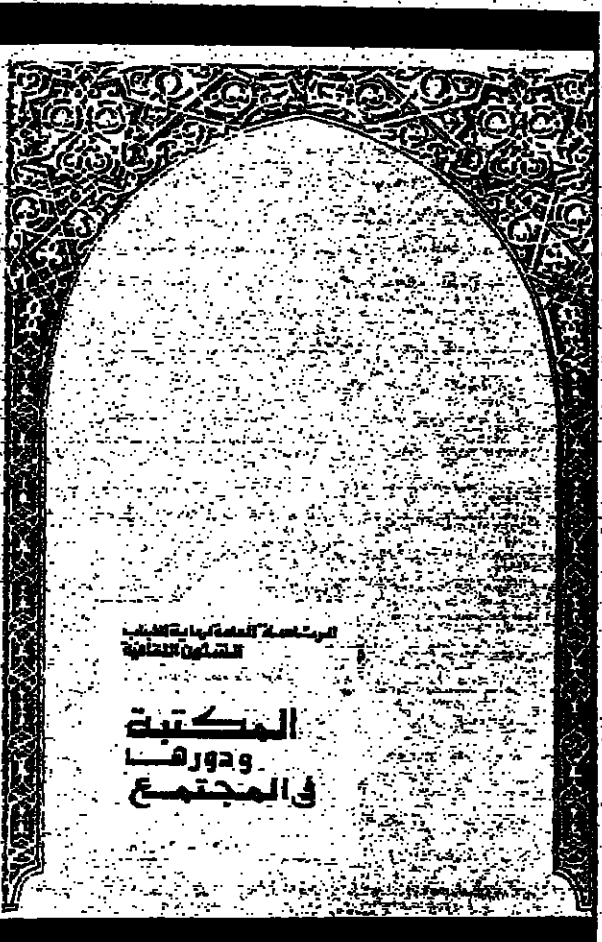 الرئاسة العامة لرعاية الشباب
الشئون الثقافية
المكتبة
ودورها
في المجتمع